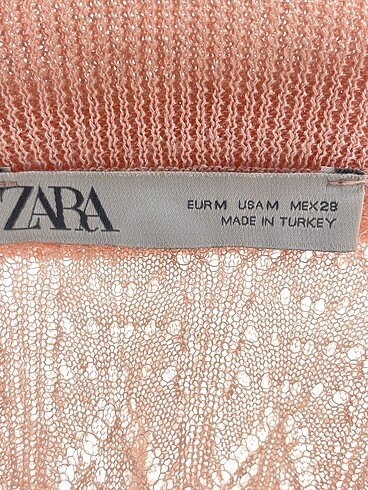 ZARA
EUR M USA M MEX 28
MADE IN TURKEY